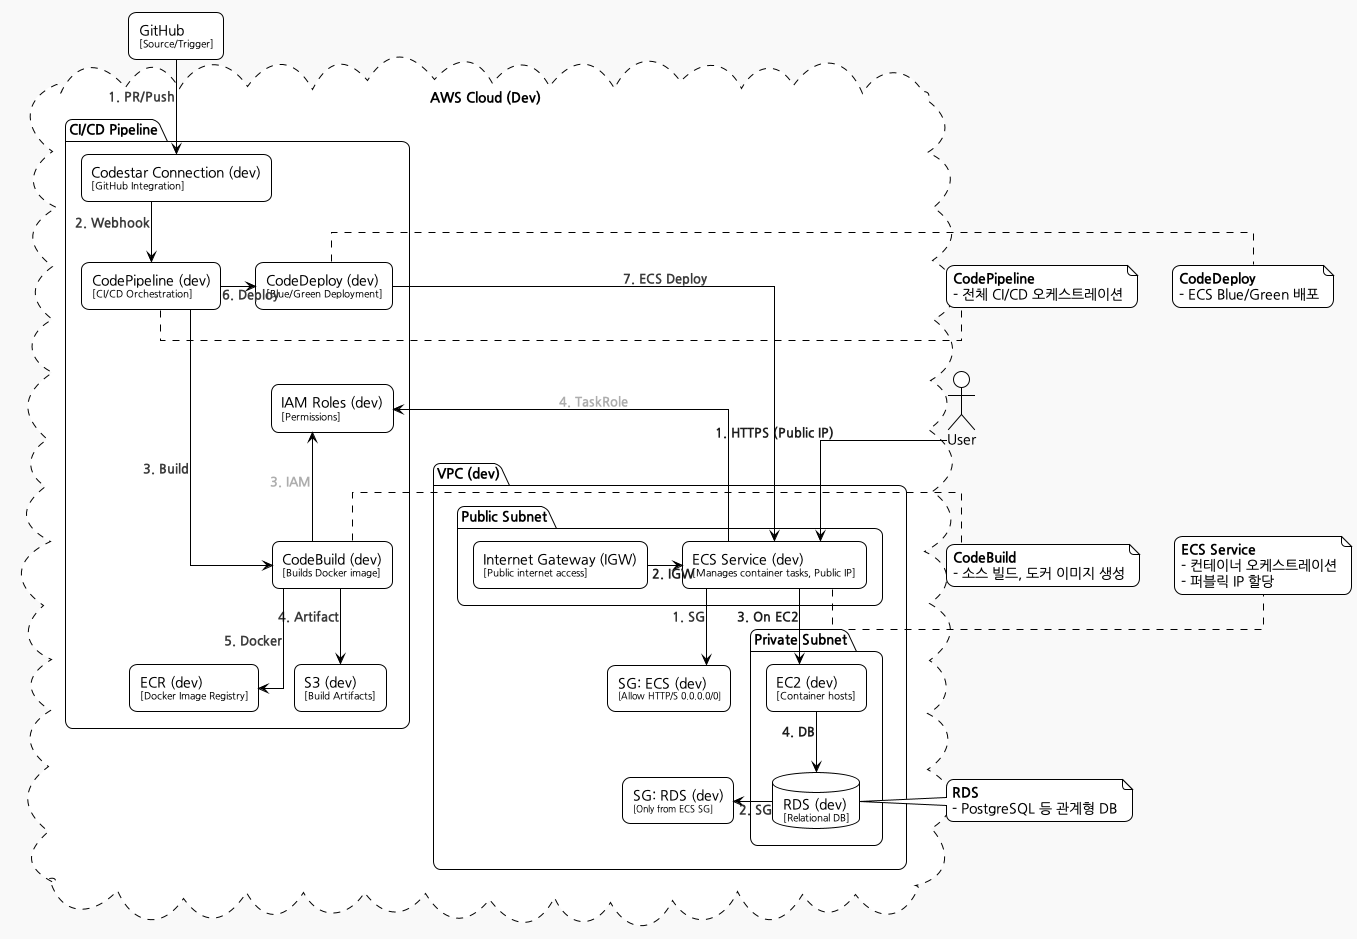 GitHub
[Source/Trigger]
1. PR/Push
AWS Cloud (Dev)
CI/CD Pipeline
Codestar Connection (dev)
[GitHub Integration]
2. Webhook
CodePipeline (dev)
[CI/CD Orchestration]
6. Deploy
CodeDeploy (dev)
[Blue/Green Deployment]
7. ECS Deploy
CodePipeline
- 전체 CI/CD 오케스트레이션
CodeDeploy
- ECS Blue/Green 배포
IAM Roles (dev)
[Permissions]
4. TaskRole
1. HTTPS (Public IP)
User
3. Build
3. IAM
VPC (dev)
Public Subnet
CodeBuild (dev)
[Builds Docker image]
Internet Gateway (IGW)
[Public internet access]
2. IGW
ECS Service (dev)
[Manages container tasks, Public IP]
CodeBuild
- 소스 빌드, 도커 이미지 생성
ECS Service
- 컨테이너 오케스트레이션
- 퍼블릭 IP 할당
4. Artifact
5. Docker
1. SG
3. On EC2
Private Subnet
ECR (dev)
[Docker Image Registry]
S3 (dev)
[Build Artifacts]
SG: ECS (dev)
[Allow HTTP/S 0.0.0.0/0]
EC2 (dev)
[Container hosts]
4. DB
SG: RDS (dev)
[Only from ECS SG]
2. SG
RDS (dev)
[Relational DB]
RDS
- PostgreSQL 등 관계형 DB